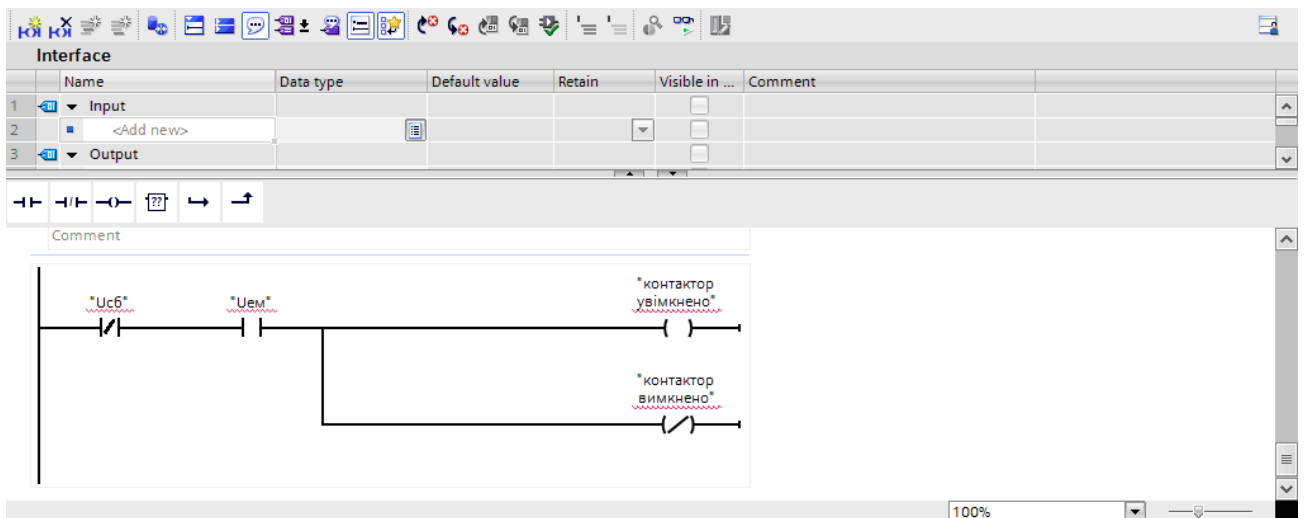 Interface
Name Data type Default value Retain Visible in ... Comment
1 Input
2 <Add new>
3 Output
??
Comment
"Uсб" "Uем" "контактор
увімкнено"
"контактор
вимкнено"
100%